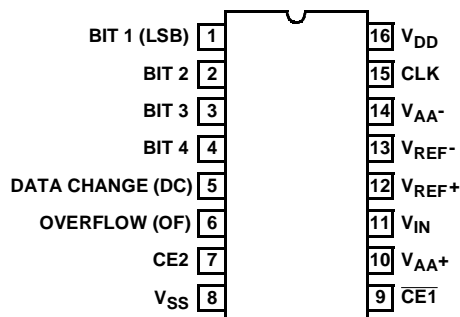 BIT 1 (LSB) 1 16 VDD
BIT 2 2 15 CLK
BIT 3 3 14 VAA-
BIT 4 4 13 VREF-
DATA CHANGE (DC) 5 12 VREF+
OVERFLOW (OF) 6 11 VIN
CE2 7 10 VAA+
VSS 8 9 C̅E̅1̅